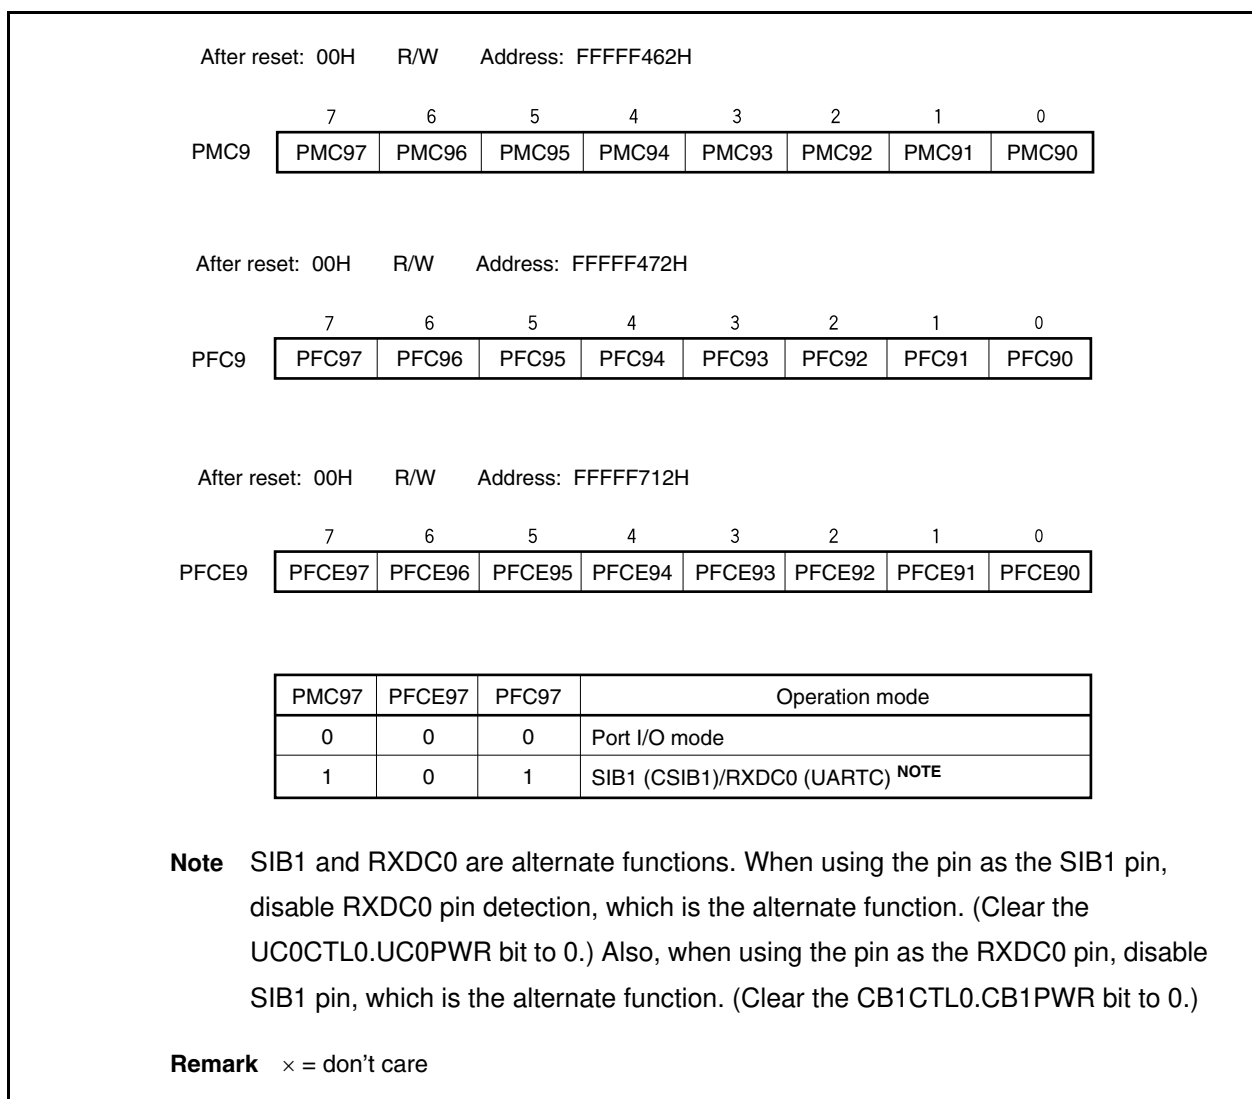 After reset: 00H R/W Address: FFFFF462H
7 6 5 4 3 2 1 0
PMC9 PMC97 PMC96 PMC95 PMC94 PMC93 PMC92 PMC91 PMC90
After reset: 00H R/W Address: FFFFF472H
7 6 5 4 3 2 1 0
PFC9 PFC97 PFC96 PFC95 PFC94 PFC93 PFC92 PFC91 PFC90
After reset: 00H R/W Address: FFFFF712H
7 6 5 4 3 2 1 0
PFCE9 PFCE97 PFCE96 PFCE95 PFCE94 PFCE93 PFCE92 PFCE91 PFCE90
PMC97 PFCE97 PFC97 Operation mode
0 0 0 Port I/O mode
1 0 1 SIB1 (CSIB1)/RXDC0 (UARTC) NOTE
Note SIB1 and RXDC0 are alternate functions. When using the pin as the SIB1 pin,
disable RXDC0 pin detection, which is the alternate function. (Clear the
UC0CTL0.UC0PWR bit to 0.) Also, when using the pin as the RXDC0 pin, disable
SIB1 pin, which is the alternate function. (Clear the CB1CTL0.CB1PWR bit to 0.)
Remark × = don't care